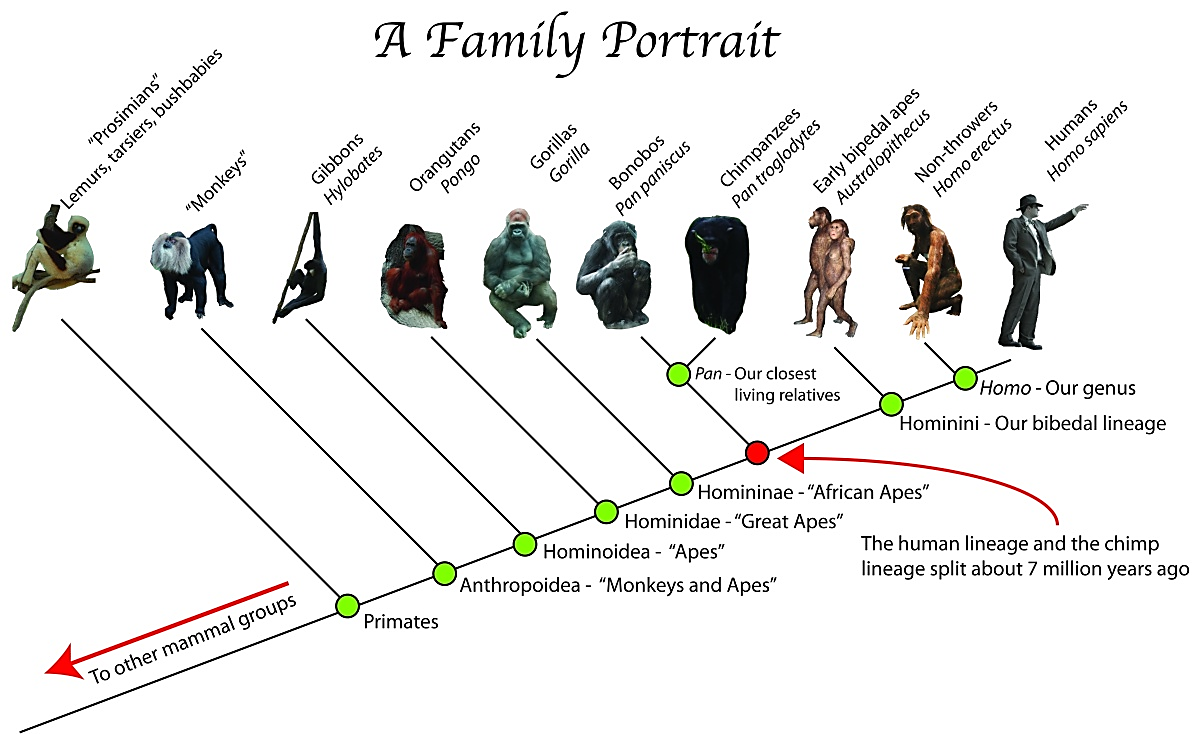 A Family Portrait
"Prosimians"
Lemurs, tarsiers, bushbabies
"Monkeys"
Gibbons
Hylobates
Orangutans
Pongo
Gorillas
Gorilla
Bonobos
Pan paniscus
Chimpanzees
Pan troglodytes
Early bipedal apes
Australopithecus
Non-throwers
Homo erectus
Humans
Homo sapiens
Pan - Our closest
living relatives
Homo - Our genus
Hominini - Our bibedal lineage
Homininae - "African Apes"
Hominidae - "Great Apes"
The human lineage and the chimp
lineage split about 7 million years ago
Hominoidea - "Apes"
Anthropoidea - "Monkeys and Apes"
Primates
To other mammal groups